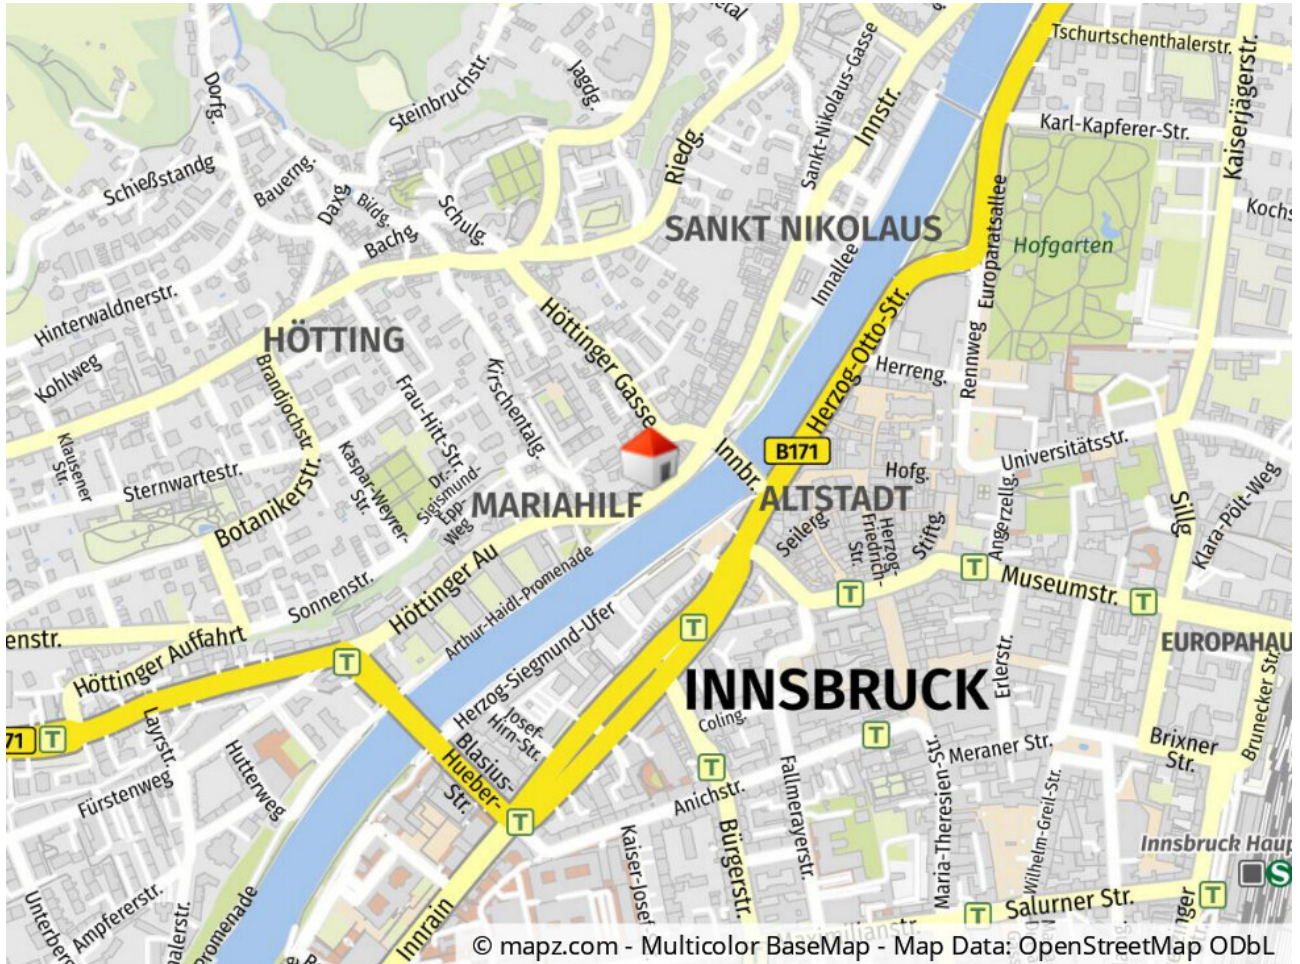 etal
Tschurtschenthalerstr.
Dorfg.
Steinbruchstr.
Jagdg.
Sankt-Nikolaus-Gasse
Innstr.
Kaiserjägerstr.
Karl-Kapferer-Str.
Riedg.
Schießstandg
Bauerng.
Daxg.
Bildg.
Schulg.
Bachg.
SANKT NIKOLAUS
Europaratsallee
Kochs
Hofgarten
Innallee
Hinterwaldnerstr.
HÖTTING
Höttinger Gasse
Herzog-Otto-Str.
Rennweg
Herreng.
Kohlweg
Brandjochstr.
Kirschentalg
Frau-Hitt-Str.
Klausener
Str.
Sternwartestr.
Kaspar-Weyrer-
Str.
Botanikerstr.
Dr.-
Sigismund-
Epp-
Weg
MARIAHILF
Innbr.
B171
ALTSTADT
Hofg.
Universitätsstr.
Angerzellg.
Sillg
Klara-Pölt-Weg
Seilerg.
Herzog-
Friedrich-
Str.
Stiftg.
T
Museumstr.
T
T
Höttinger Au
Arthur-Haidl-Promenade
Sonnenstr.
enstr.
Höttinger Auffahrt
T
Herzog-Siegmund-Ufer
T
INNSBRUCK
Erlerstr.
EUROPAHAU
Brunecker Str.
71
T
Layrstr.
Hutterweg
Fürstenweg
Josef-
Hirn-Str.
Blasius-
Hueber-
Str.
T
Coling.
T
T
Anichstr.
Fallmerayerstr.
Meraner Str.
Brixner
Str.
Maria-Theresien-Str.
Wilhelm-Greil-Str.
Kaiser-Josef
Bürgerstr.
Innsbruck Haup
S
T
T
Salurner Str.
Maximilianstr.
Innrain
Unterberg
Ampfererstr.
aalerstr.
Promenade
inger
© mapz.com - Multicolor BaseMap - Map Data: OpenStreetMap ODbL